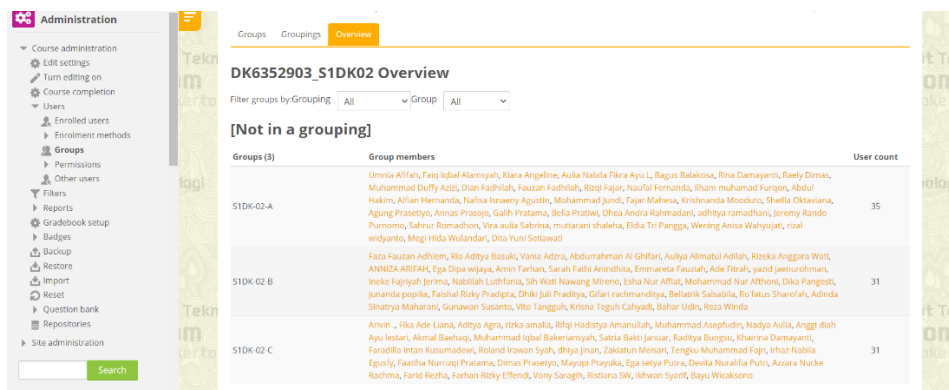 Administration
Course administration
Edit settings
Turn editing on
Course completion
Users
Enrolled users
Enrolment methods
Groups
Permissions
Other users
Filters
Reports
Gradebook setup
Badges
Backup
Restore
Import
Reset
Question bank
Repositories
Site administration
Search
Groups Groupings Overview
DK6352903_S1DK02 Overview
Filter groups by:Grouping All Group All
[Not in a grouping]
Groups (3) Group members User count
Umnia Afifah, Faiq Iqbal Alamsyah, Kiara Angeline, Aulia Nabila Fikra Ayu L, Bagus Balakosa, Rina Damayanti, Raely Dimas,
Muhammad Duffy Azizi, Dian Fadhilah, Fauzan Fadhilah, Rizqi Fajar, Naufal Fernanda, Ilham muhamad Furqon, Abdul
Hakim, Alfian Hernanda, Nafisa Isnaeny Agustin, Mohammad Jundi, Fajar Mahesa, Krishnanda Mooduto, Sheilla Oktaviana,
S1DK-02-A 35
Agung Prasetiyo, Annas Prasojo, Galih Pratama, Bella Pratiwi, Dhea Andra Rahmadani, adhitya ramadhani, Jeremy Rando
Purnomo, Sahrur Romadhon, Vira aulia Sabrina, mutiarani shaleha, Eldia Tri Pangga, Wening Anisa Wahyujati, rizal
widyanto, Megi Hida Wulandari, Dita Yuni Setiawati
Faza Fauzan Adhiem, Rio Aditya Basuki, Vania Adzra, Abdurrahman Al Ghifari, Auliya Alimatul Adilah, Rizeka Anggara Wati,
ANNIZA ARIFAH, Ega Dipa wijaya, Amin Farhan, Sarah Fathi Anindhita, Emmareta Fauziah, Ade Fitrah, yazid jaenurohman,
Ineke Fajriyah Jerima, Nabillah Luthfania, Sih Wati Nawang Mireno, Esha Nur Affiat, Mohammad Nur Afthoni, Dika Pangesti,
S1DK-02-B 31
junanda popilia, Faishal Rizky Pradipta, Dhiki Juli Praditya, Gifari rachmanditya, Bellatrik Salsabila, Ro'fatus Sharofah, Adinda
Sinatrya Maharani, Gunawan Susanto, Vito Tangguh, Krisna Teguh Cahyadi, Bahar Udin, Reza Winda
Arivin ., Fika Ade Liana, Aditya Agra, rizka amalia, Rifqi Hadistya Amanullah, Muhammad Asepfudin, Nadya Aulia, Anggi diah
Ayu lestari, Akmal Baehaqi, Muhammad Iqbal Bakeriansyah, Satria Bakti Januar, Raditya Bungsu, Khairina Damayanti,
Faradilla Intan Kusumadewi, Roland Irawan Syah, dhiya jinan, Zakiatun Meisari, Tengku Muhammad Fajri, Irhaz Nabila
S1DK-02-C 31
Egusfy, Faatiha Nurrizqi Pratama, Dimas Prasetyo, Mayopi Prayuka, Ega setya Putra, Devita Nuralifia Putri, Azzara Nucke
Rachma, Farid Rezha, Farhan Rizky Effendi, Vony Saragih, Ristiana SW, Ikhwan Syarif, Bayu Wicaksono